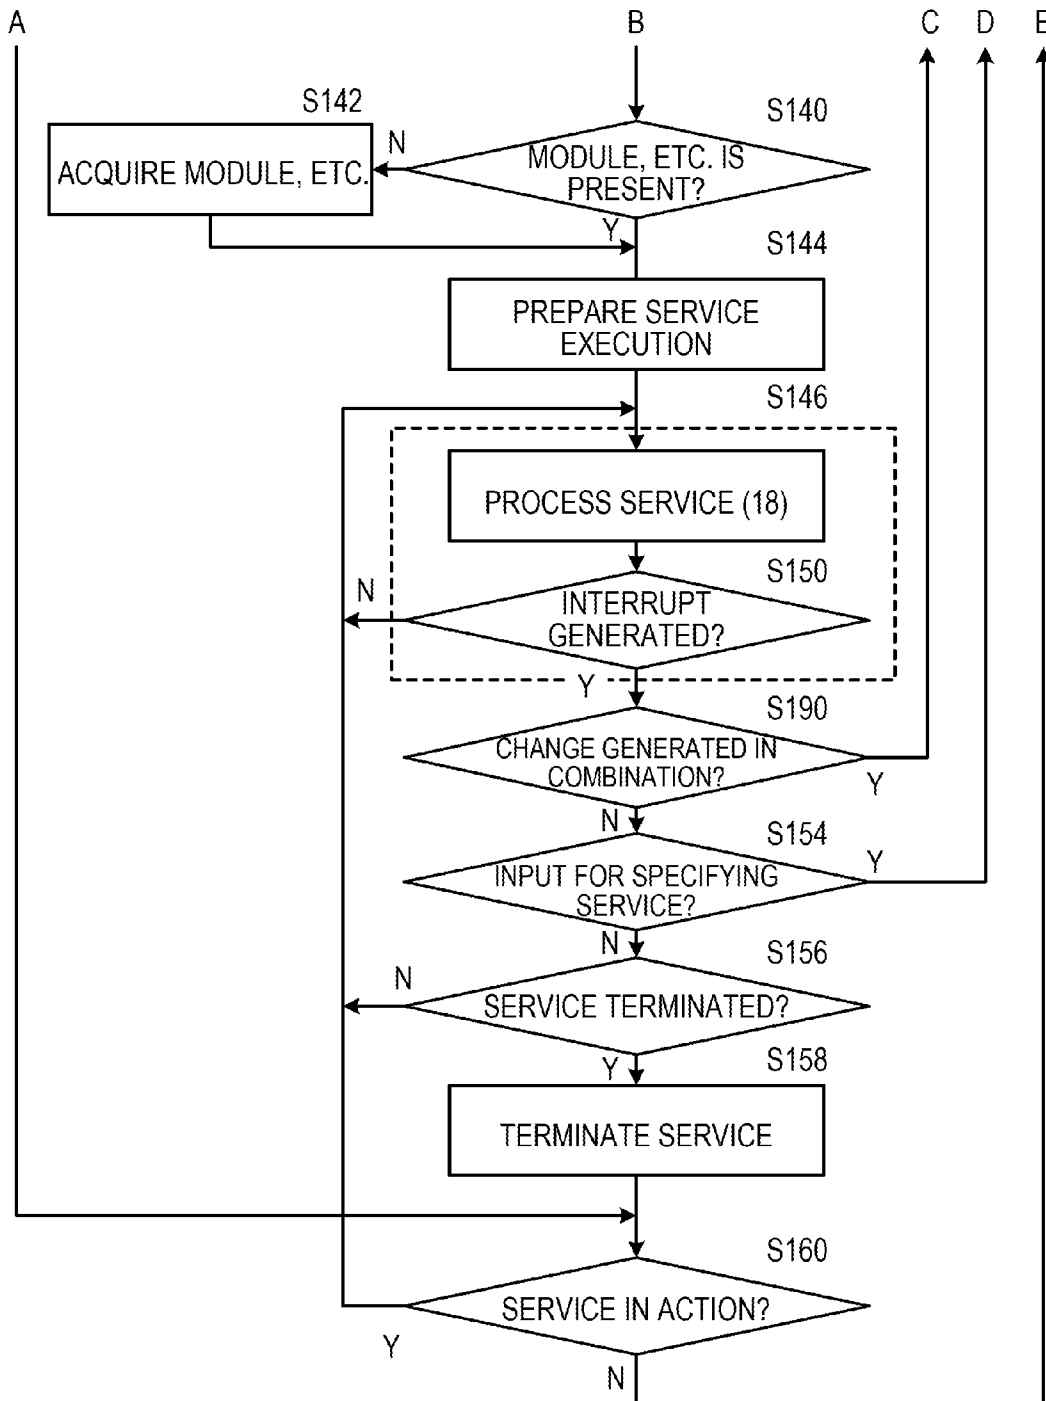 A
B
C
D
E
S142
S140
N
ACQUIRE MODULE, ETC.
MODULE, ETC. IS
PRESENT?
Y
S144
PREPARE SERVICE
EXECUTION
S146
PROCESS SERVICE (18)
S150
N
INTERRUPT
GENERATED?
Y
S190
CHANGE GENERATED IN
COMBINATION?
Y
N
S154
INPUT FOR SPECIFYING
SERVICE?
Y
N
S156
N
SERVICE TERMINATED?
Y
S158
TERMINATE SERVICE
S160
SERVICE IN ACTION?
Y
N